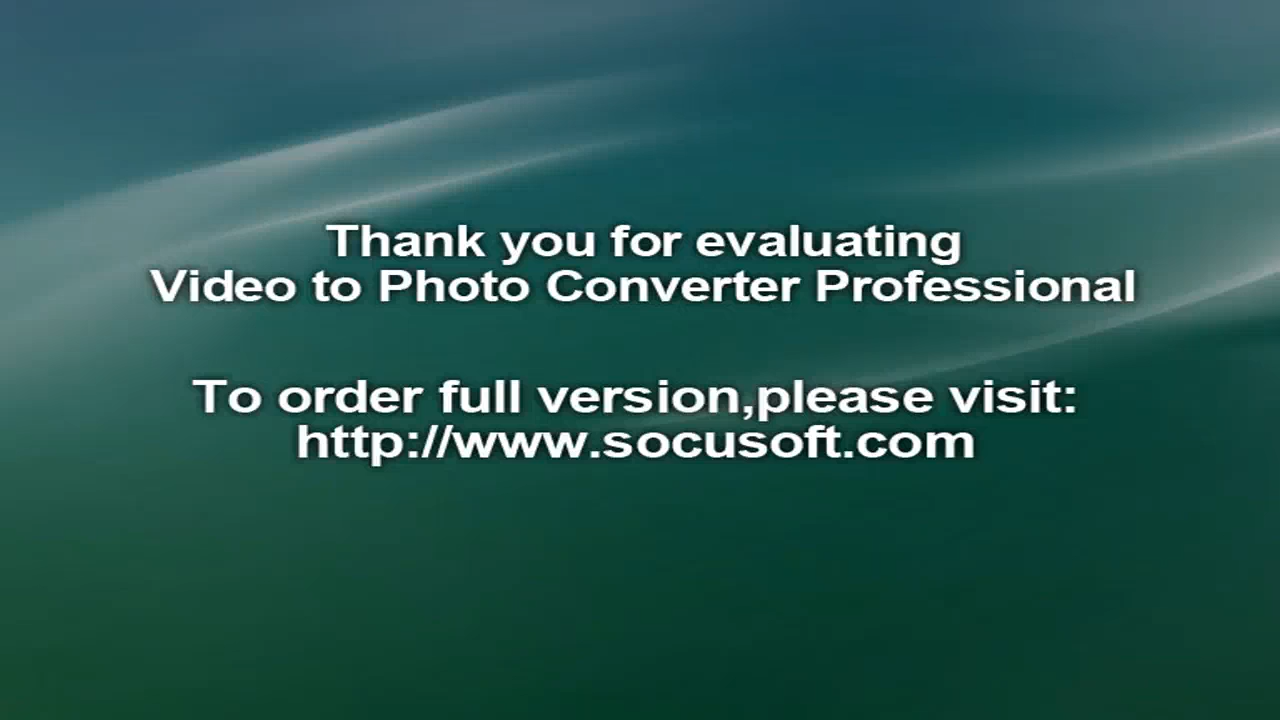 Thank you for evaluating
Video to Photo Converter Professional
To order full version,please visit:
http://www.socusoft.com